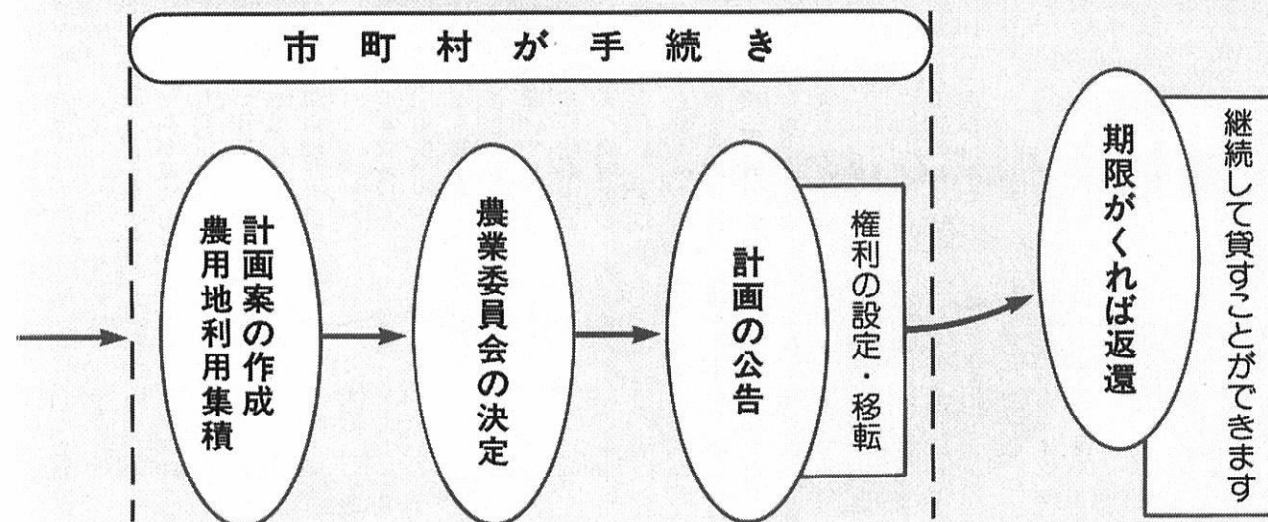 市町村が手続き
農用地利用集積
計画案の作成
農業委員会の決定
計画の公告
権利の設定・移転
期限がくれば返還
継続して貸すことができます